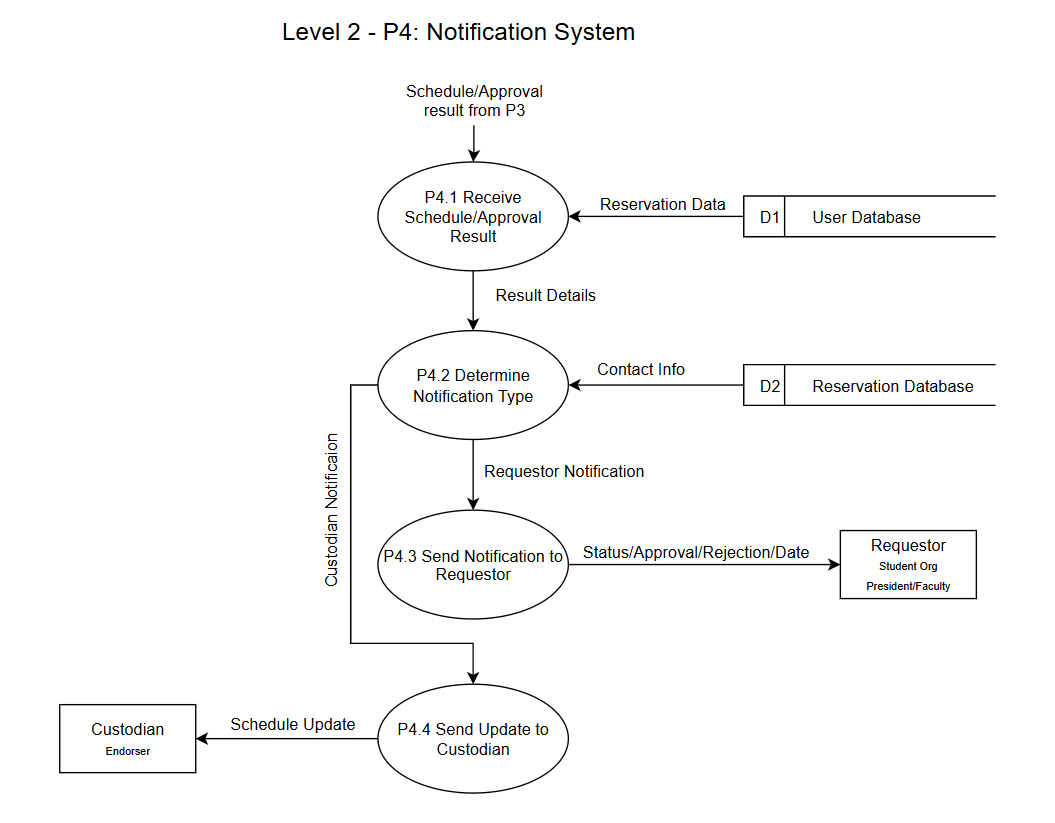 Level 2 - P4: Notification System
Schedule/Approval
result from P3
P4.1 Receive
Schedule/Approval
Result
Reservation Data
D1
User Database
Result Details
P4.2 Determine
Notification Type
Contact Info
D2
Reservation Database
Custodian Notificaion
Requestor Notification
P4.3 Send Notification to
Requestor
Status/Approval/Rejection/Date
Requestor
Student Org
President/Faculty
P4.4 Send Update to
Custodian
Schedule Update
Custodian
Endorser